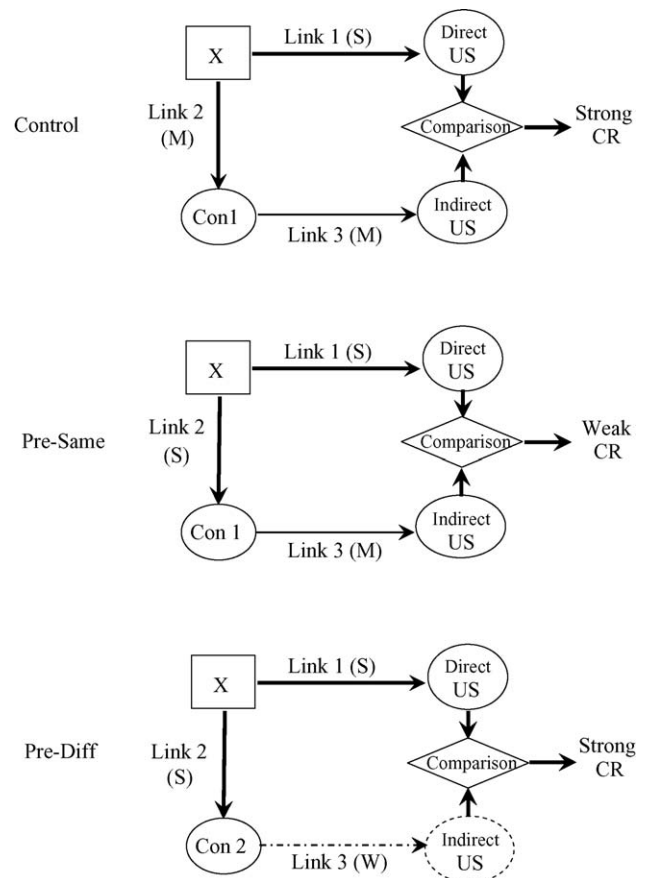 Control
X
Link 1 (S)
Direct
US
Link 2
(M)
Comparison
Strong
CR
Con1
Link 3 (M)
Indirect
US
Pre-Same
X
Link 1 (S)
Direct
US
Link 2
(S)
Comparison
Weak
CR
Con 1
Link 3 (M)
Indirect
US
Pre-Diff
X
Link 1 (S)
Direct
US
Link 2
(S)
Comparison
Strong
CR
Con 2
Link 3 (W)
Indirect
US